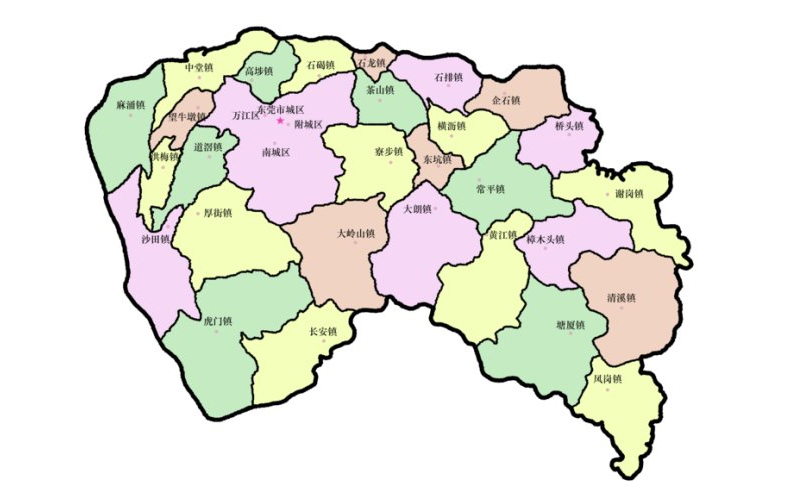 中堂镇
高埗镇
石碣镇
石龙镇
石排镇
麻涌镇
望牛墩镇
万江区
东莞市城区
附城区
茶山镇
企石镇
横沥镇
桥头镇
洪梅镇
道滘镇
南城区
寮步镇
东坑镇
常平镇
谢岗镇
厚街镇
沙田镇
大岭山镇
大朗镇
黄江镇
樟木头镇
清溪镇
虎门镇
长安镇
塘厦镇
凤岗镇